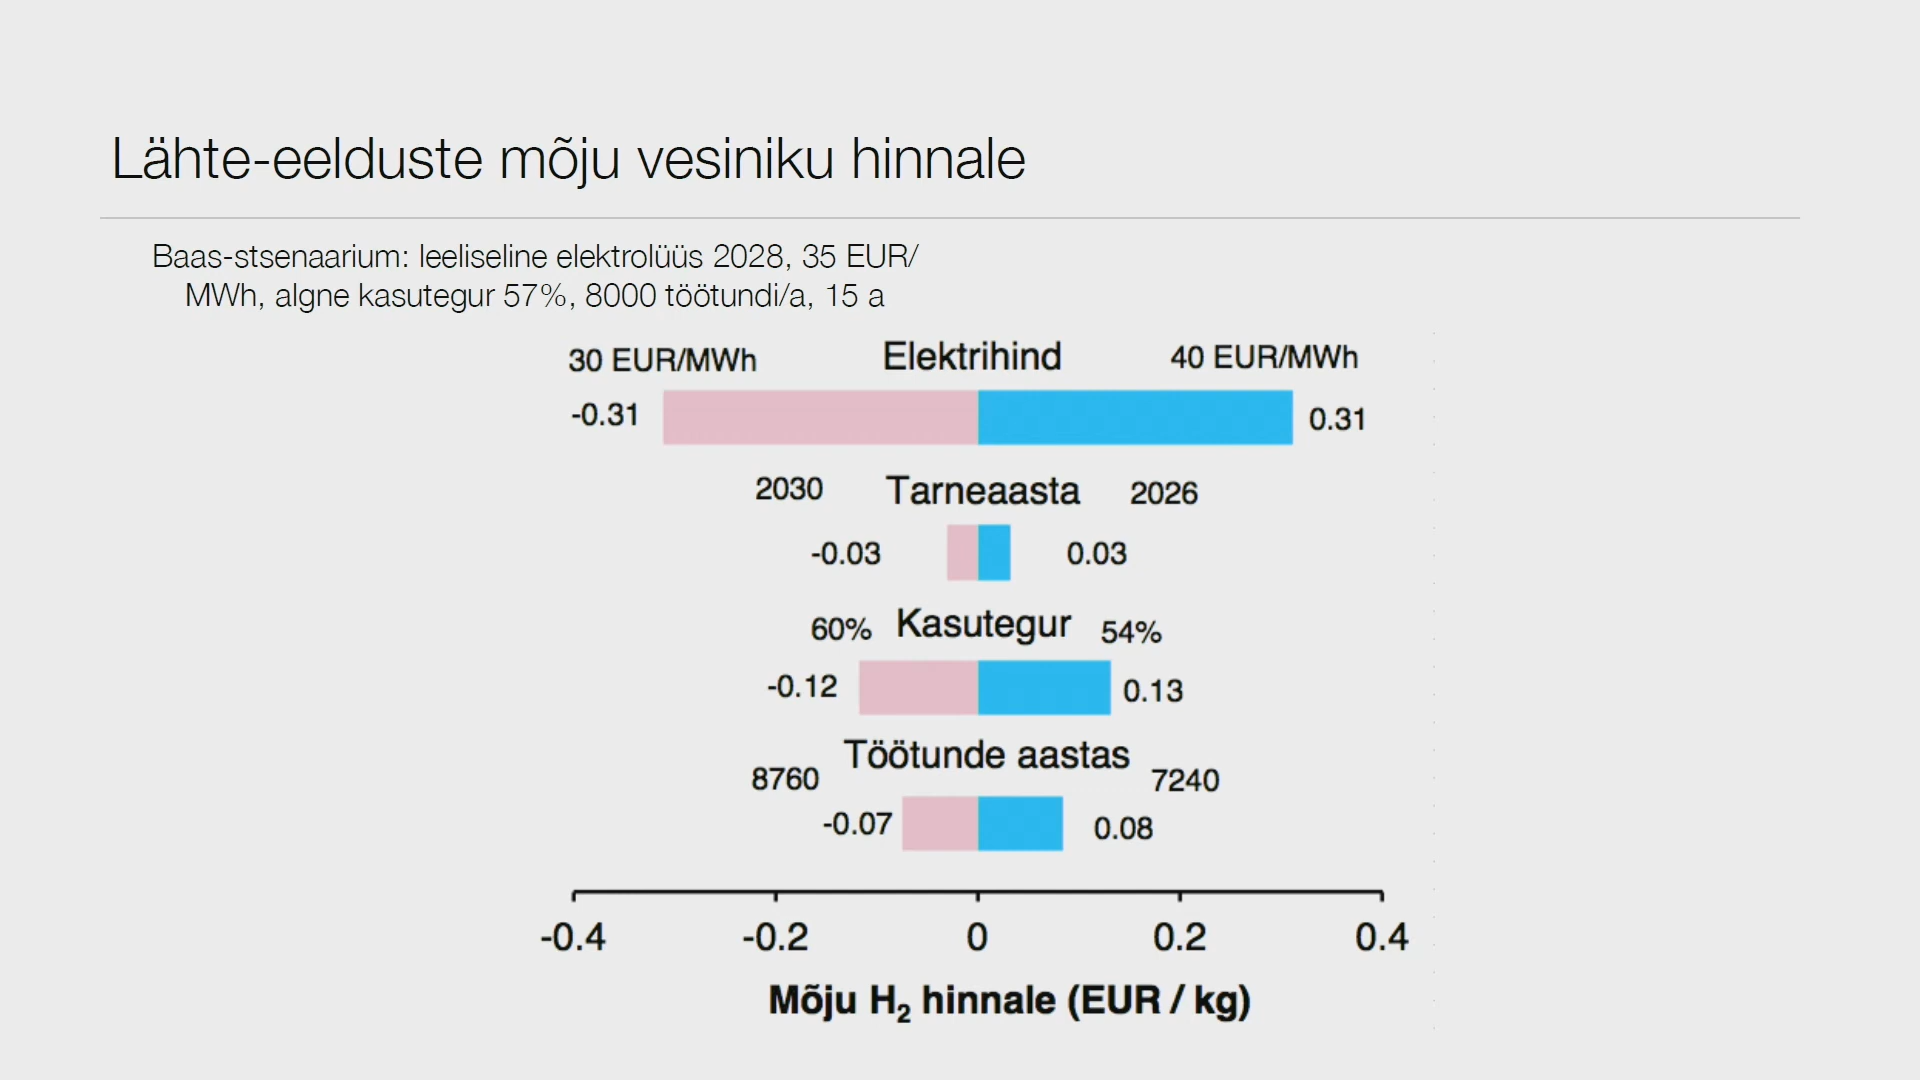 Lähte-eelduste mõju vesiniku hinnale
Baas-stsenaarium: leeliseline elektrolüüs 2028, 35 EUR/
MWh, algne kasutegur 57%, 8000 töötundi/a, 15 a
30 EUR/MWh Elektrihind 40 EUR/MWh
-0.31 0.31
2030 Tarneaasta 2026
-0.03 0.03
60% Kasutegur 54%
-0.12 0.13
Töötunde aastas
8760 7240
-0.07 0.08
-0.4 -0.2 0 0.2 0.4
Mõju H₂ hinnale (EUR / kg)